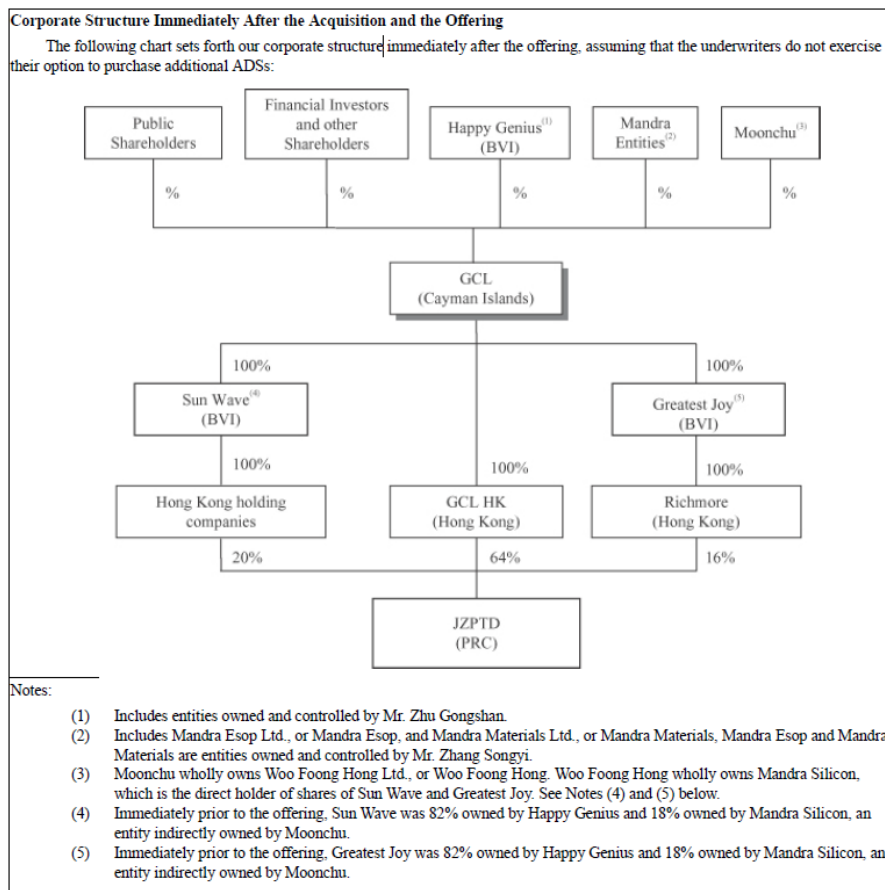 Corporate Structure Immediately After the Acquisition and the Offering
The following chart sets forth our corporate structure immediately after the offering, assuming that the underwriters do not exercise
their option to purchase additional ADSs:
Public
Shareholders
Financial Investors
and other
Shareholders
Happy Genius(1)
(BVI)
Mandra
Entities(2)
Moonchu(3)
%
%
%
%
%
GCL
(Cayman Islands)
100%
100%
Sun Wave(4)
(BVI)
Greatest Joy(5)
(BVI)
100%
100%
100%
Hong Kong holding
companies
GCL HK
(Hong Kong)
Richmore
(Hong Kong)
20%
64%
16%
JZPTD
(PRC)
Notes:
(1) Includes entities owned and controlled by Mr. Zhu Gongshan.
(2) Includes Mandra Esop Ltd., or Mandra Esop, and Mandra Materials Ltd., or Mandra Materials, Mandra Esop and Mandra
Materials are entities owned and controlled by Mr. Zhang Songyi.
(3) Moonchu wholly owns Woo Foong Hong Ltd., or Woo Foong Hong. Woo Foong Hong wholly owns Mandra Silicon,
which is the direct holder of shares of Sun Wave and Greatest Joy. See Notes (4) and (5) below.
(4) Immediately prior to the offering, Sun Wave was 82% owned by Happy Genius and 18% owned by Mandra Silicon, an
entity indirectly owned by Moonchu.
(5) Immediately prior to the offering, Greatest Joy was 82% owned by Happy Genius and 18% owned by Mandra Silicon, an
entity indirectly owned by Moonchu.